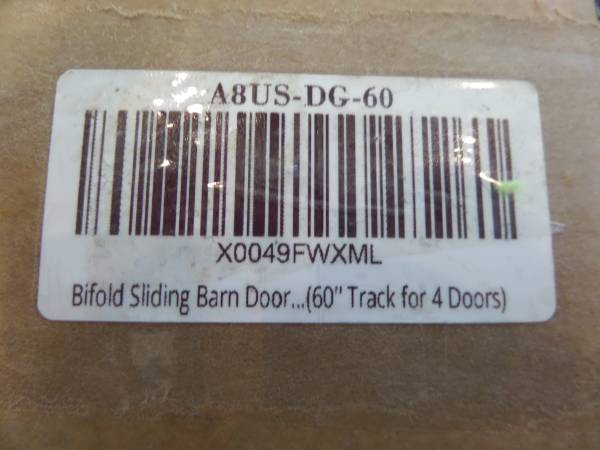 A8US-DG-60
X0049FWXML
Bifold Sliding Barn Door...(60" Track for 4 Doors)